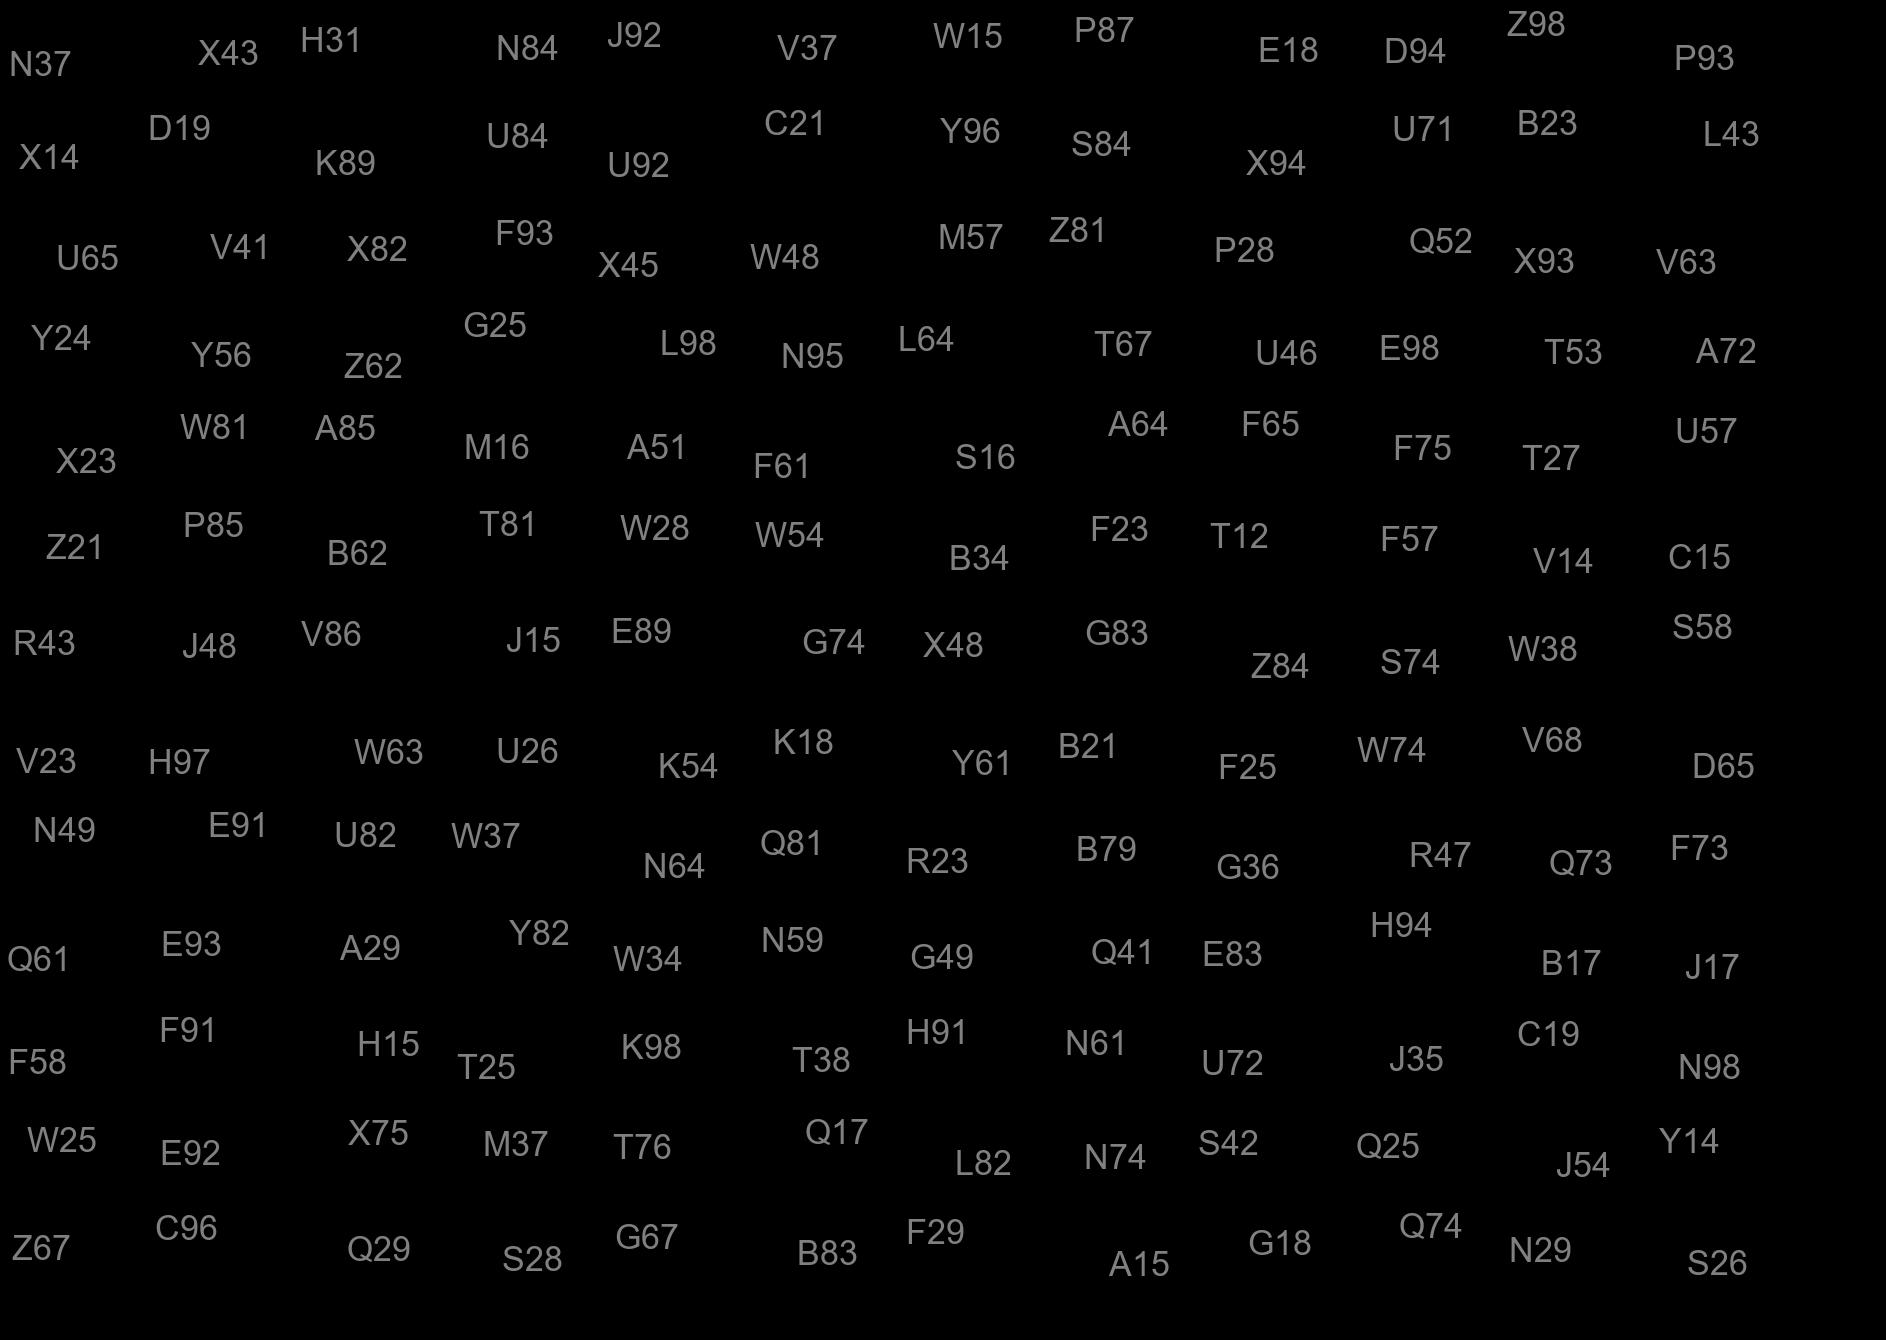 N37 X43 H31 N84 J92 V37 W15 P87 E18 D94 Z98 P93
X14 D19 K89 U84 U92 C21 Y96 S84 X94 U71 B23 L43
U65 V41 X82 F93 X45 W48 M57 Z81 P28 Q52 X93 V63
Y24 Y56 Z62 G25 L98 N95 L64 T67 U46 E98 T53 A72
X23 W81 A85 M16 A51 F61 S16 A64 F65 F75 T27 U57
Z21 P85 B62 T81 W28 W54 B34 F23 T12 F57 V14 C15
R43 J48 V86 J15 E89 G74 X48 G83 Z84 S74 W38 S58
V23 H97 W63 U26 K54 K18 Y61 B21 F25 W74 V68 D65
N49 E91 U82 W37 N64 Q81 R23 B79 G36 R47 Q73 F73
Q61 E93 A29 Y82 W34 N59 G49 Q41 E83 H94 B17 J17
F58 F91 H15 T25 K98 T38 H91 N61 U72 J35 C19 N98
W25 E92 X75 M37 T76 Q17 L82 N74 S42 Q25 J54 Y14
Z67 C96 Q29 S28 G67 B83 F29 A15 G18 Q74 N29 S26